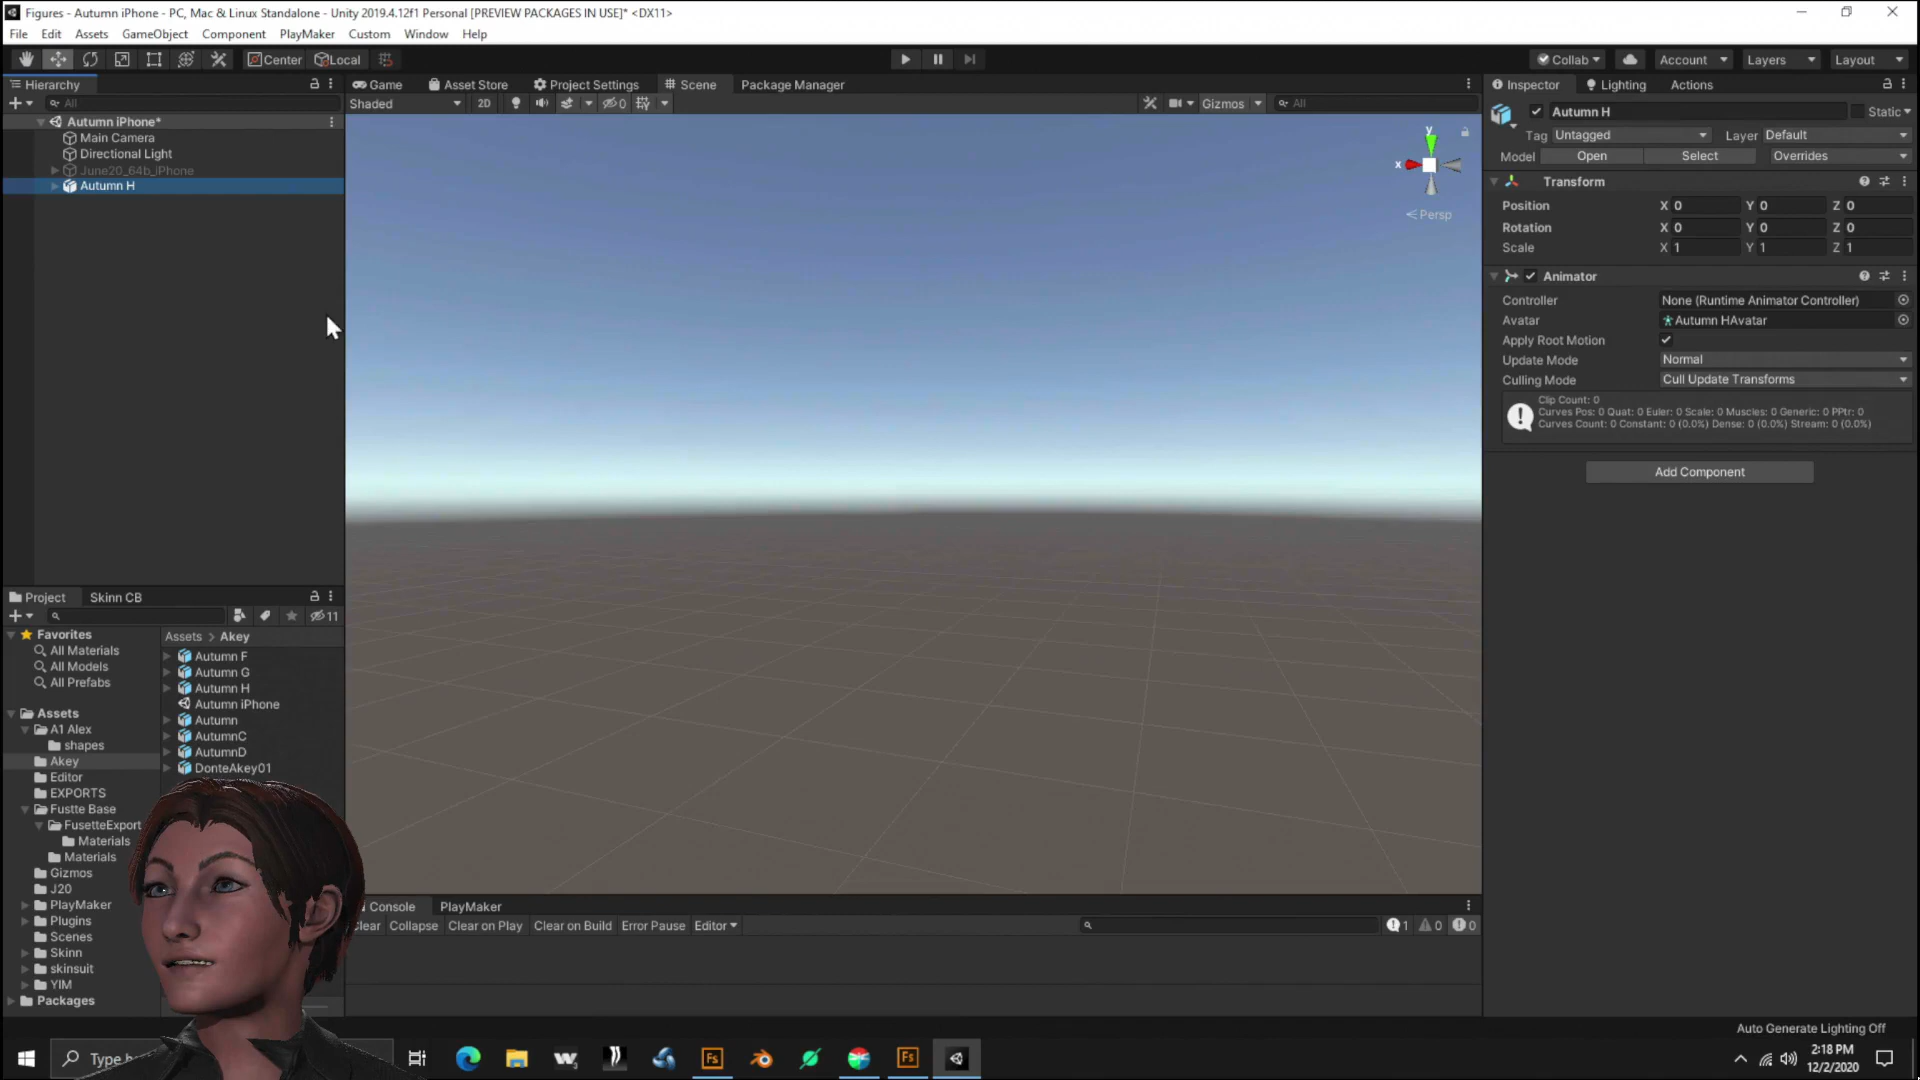 Figures - Autumn iPhone - PC, Mac & Linux Standalone - Unity 2019.4.12f1 Personal [PREVIEW PACKAGES IN USE]* <DX11>
File Edit Assets GameObject Component PlayMaker Custom Window Help
Center Local Collab Account Layers Layout
Hierarchy
All
Autumn iPhone*
Main Camera
Directional Light
June20_64b_iPhone
Autumn H
Game Asset Store Project Settings Scene Package Manager
Shaded 2D 0 Gizmos All
y
x
Persp
Inspector Lighting Actions
Autumn H Static
Tag Untagged Layer Default
Model Open Select Overrides
Transform
Position X 0 Y 0 Z 0
Rotation X 0 Y 0 Z 0
Scale X 1 Y 1 Z 1
Animator
Controller None (Runtime Animator Controller)
Avatar Autumn HAvatar
Apply Root Motion
Update Mode Normal
Culling Mode Cull Update Transforms
Clip Count: 0
Curves Pos: 0 Quat: 0 Euler: 0 Scale: 0 Muscles: 0 Generic: 0 PPtr: 0
Curves Count: 0 Constant: 0 (0.0%) Dense: 0 (0.0%) Stream: 0 (0.0%)
Add Component
Project Skinn CB
11
Favorites
All Materials
All Models
All Prefabs
Assets
A1 Alex
shapes
Akey
Editor
EXPORTS
Fustte Base
FusetteExport
Materials
Materials
Gizmos
J20
PlayMaker
Plugins
Scenes
Skinn
skinsuit
YIM
Packages
Assets > Akey
Autumn F
Autumn G
Autumn H
Autumn iPhone
Autumn
AutumnC
AutumnD
DonteAkey01
Console PlayMaker
Clear Collapse Clear on Play Clear on Build Error Pause Editor 1 0 0
Auto Generate Lighting Off
Type he
Fs
Fs
2:18 PM
12/2/2020